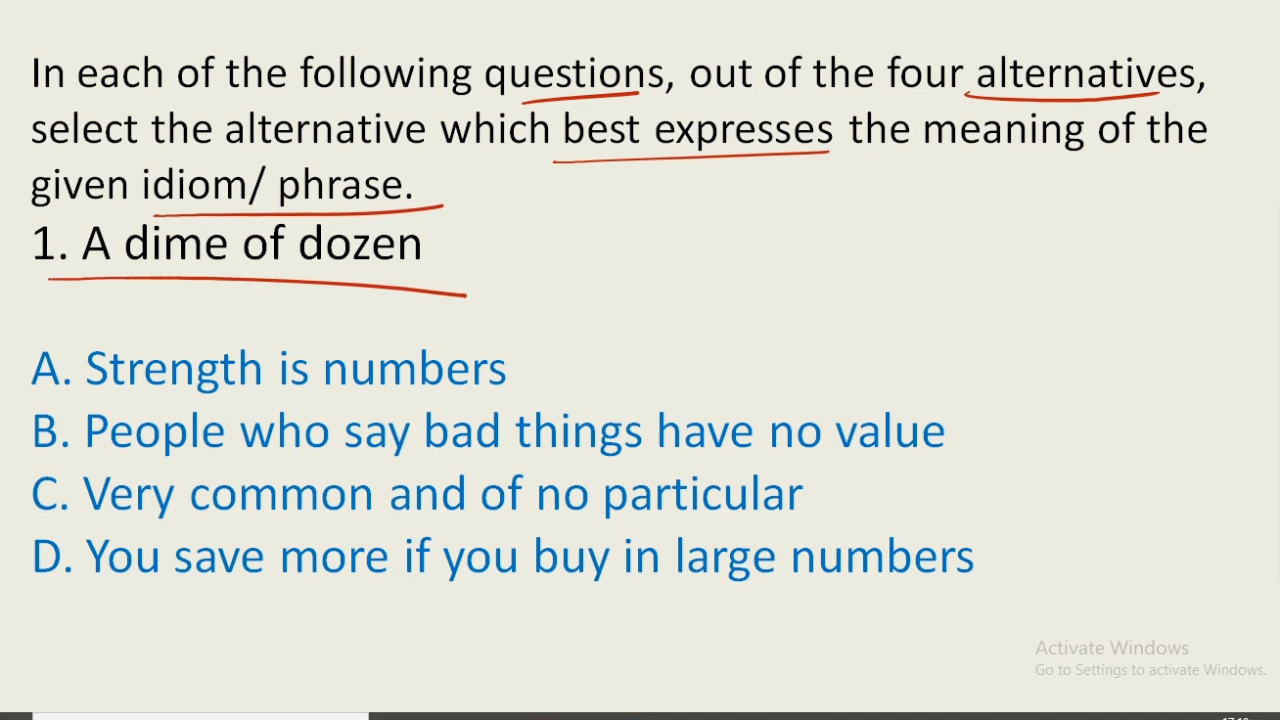 In each of the following questions, out of the four alternatives,
select the alternative which best expresses the meaning of the
given idiom/ phrase.
1. A dime of dozen
A. Strength is numbers
B. People who say bad things have no value
C. Very common and of no particular
D. You save more if you buy in large numbers
Activate Windows
Go to Settings to activate Windows.